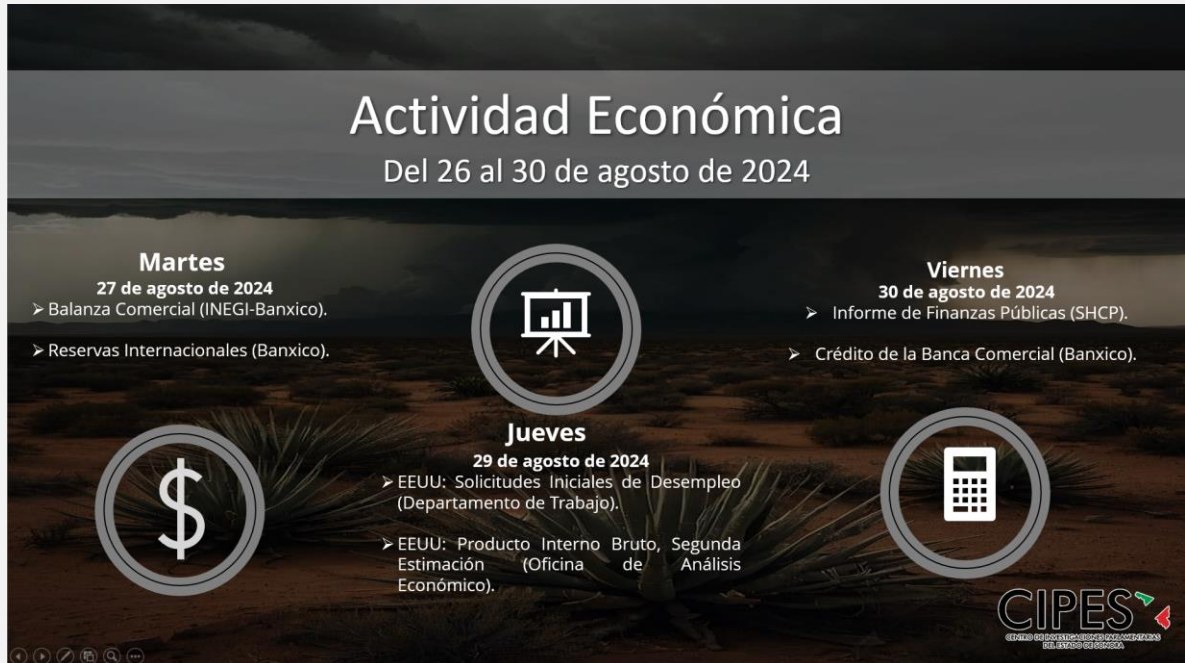 Actividad Económica
Del 26 al 30 de agosto de 2024
Martes
27 de agosto de 2024
➢ Balanza Comercial (INEGI-Banxico).
➢ Reservas Internacionales (Banxico).
Jueves
29 de agosto de 2024
➢ EEUU: Solicitudes Iniciales de Desempleo
(Departamento de Trabajo).
➢ EEUU: Producto Interno Bruto, Segunda
Estimación (Oficina de Análisis
Económico).
Viernes
30 de agosto de 2024
➢ Informe de Finanzas Públicas (SHCP).
➢ Crédito de la Banca Comercial (Banxico).
$
CIPES
CENTRO DE INVESTIGACIONES PARLAMENTARIAS
DEL ESTADO DE SONORA